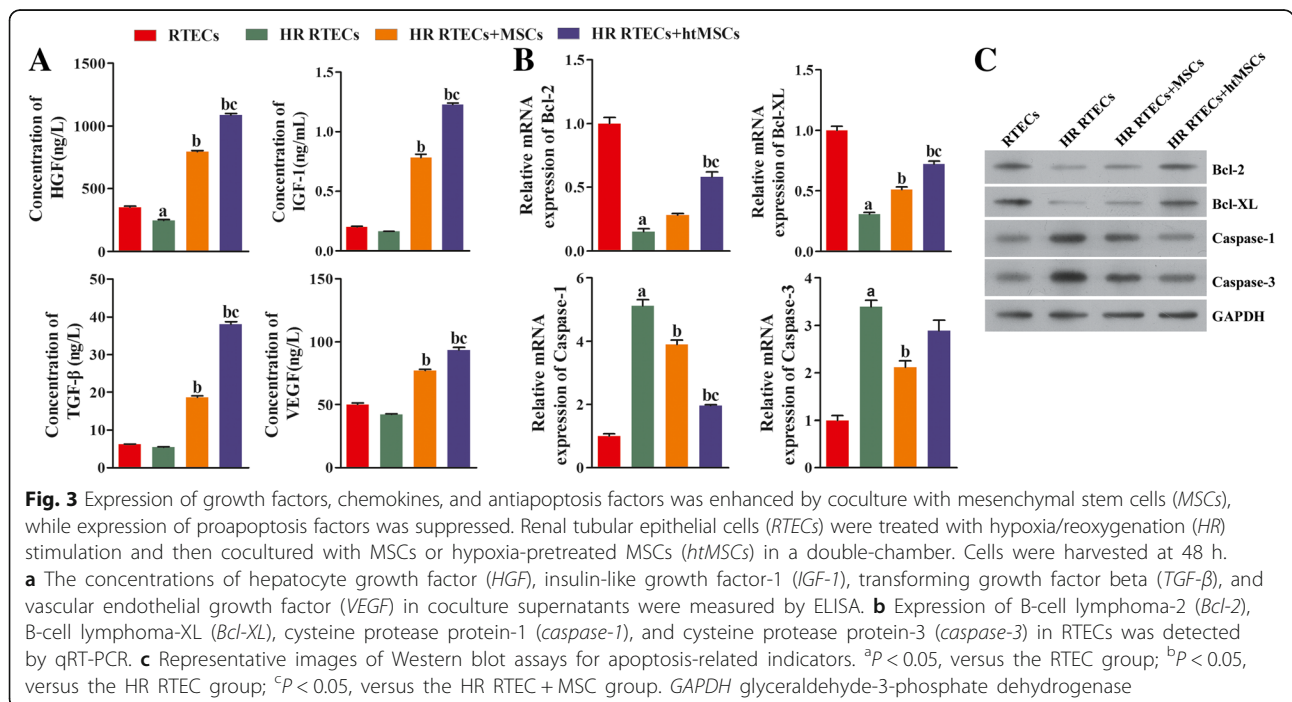 RTECs HR RTECs HR RTECs+MSCs HR RTECs+htMSCs
A
Concentration of
HGF(ng/L)
1500
1000
500
0
a
b
bc
Concentration of
IGF-1(ng/mL)
1.5
1.0
0.5
0.0
b
bc
Concentration of
TGF-β (ng/L)
50
40
30
20
10
0
b
bc
Concentration of
VEGF(ng/L)
150
100
50
0
b
bc
B
Relative mRNA
expression of Bcl-2
1.5
1.0
0.5
0.0
a
bc
Relative mRNA
expression of Bcl-XL
1.5
1.0
0.5
0.0
a
b
bc
Relative mRNA
expression of Caspase-1
6
4
2
0
a
b
bc
Relative mRNA
expression of Caspase-3
4
3
2
1
0
a
b
C
RTECs
HR RTECs
HR RTECs+MSCs
HR RTECs+htMSCs
Bcl-2
Bcl-XL
Caspase-1
Caspase-3
GAPDH
Fig. 3 Expression of growth factors, chemokines, and antiapoptosis factors was enhanced by coculture with mesenchymal stem cells (MSCs),
while expression of proapoptosis factors was suppressed. Renal tubular epithelial cells (RTECs) were treated with hypoxia/reoxygenation (HR)
stimulation and then cocultured with MSCs or hypoxia-pretreated MSCs (htMSCs) in a double-chamber. Cells were harvested at 48 h.
a The concentrations of hepatocyte growth factor (HGF), insulin-like growth factor-1 (IGF-1), transforming growth factor beta (TGF-β), and
vascular endothelial growth factor (VEGF) in coculture supernatants were measured by ELISA. b Expression of B-cell lymphoma-2 (Bcl-2),
B-cell lymphoma-XL (Bcl-XL), cysteine protease protein-1 (caspase-1), and cysteine protease protein-3 (caspase-3) in RTECs was detected
by qRT-PCR. c Representative images of Western blot assays for apoptosis-related indicators. aP < 0.05, versus the RTEC group; bP < 0.05,
versus the HR RTEC group; cP < 0.05, versus the HR RTEC + MSC group. GAPDH glyceraldehyde-3-phosphate dehydrogenase